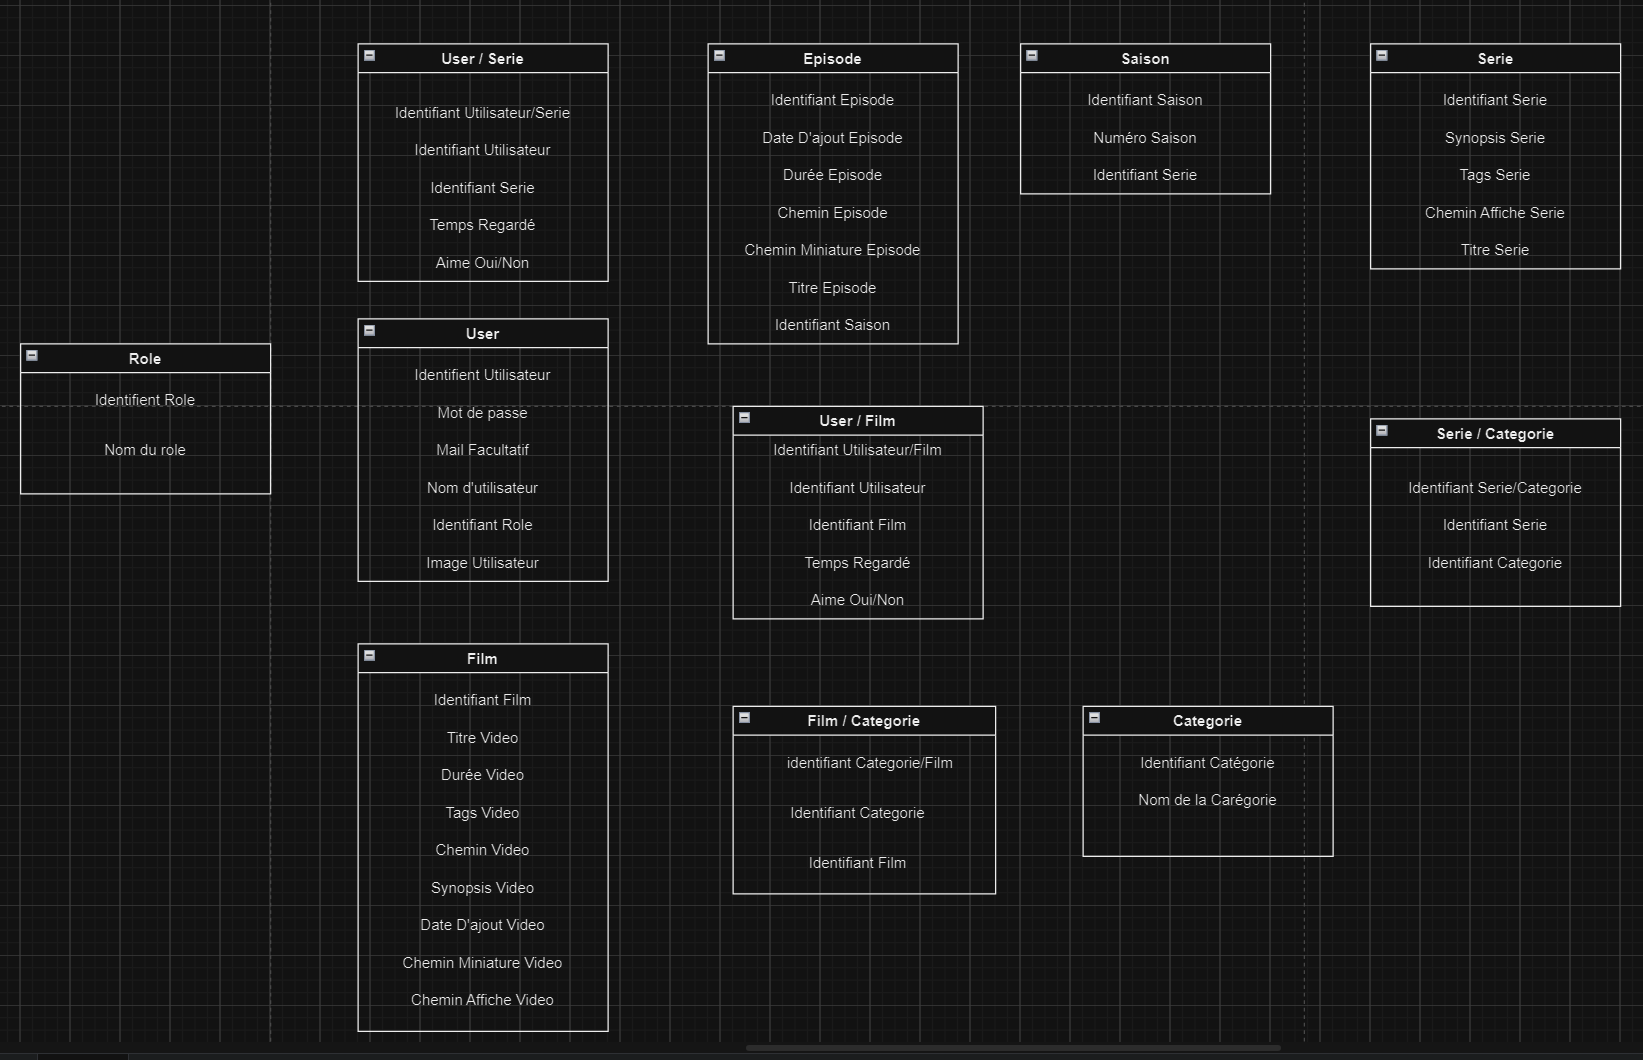 User / Serie
Identifiant Utilisateur/Serie
Identifiant Utilisateur
Identifiant Serie
Temps Regardé
Aime Oui/Non
Episode
Identifiant Episode
Date D'ajout Episode
Durée Episode
Chemin Episode
Chemin Miniature Episode
Titre Episode
Identifiant Saison
Saison
Identifiant Saison
Numéro Saison
Identifiant Serie
Serie
Identifiant Serie
Synopsis Serie
Tags Serie
Chemin Affiche Serie
Titre Serie
Role
Identifient Role
Nom du role
User
Identifient Utilisateur
Mot de passe
Mail Facultatif
Nom d'utilisateur
Identifiant Role
Image Utilisateur
User / Film
Identifiant Utilisateur/Film
Identifiant Utilisateur
Identifiant Film
Temps Regardé
Aime Oui/Non
Serie / Categorie
Identifiant Serie/Categorie
Identifiant Serie
Identifiant Categorie
Film
Identifiant Film
Titre Video
Durée Video
Tags Video
Chemin Video
Synopsis Video
Date D'ajout Video
Chemin Miniature Video
Chemin Affiche Video
Film / Categorie
identifiant Categorie/Film
Identifiant Categorie
Identifiant Film
Categorie
Identifiant Catégorie
Nom de la Carégorie